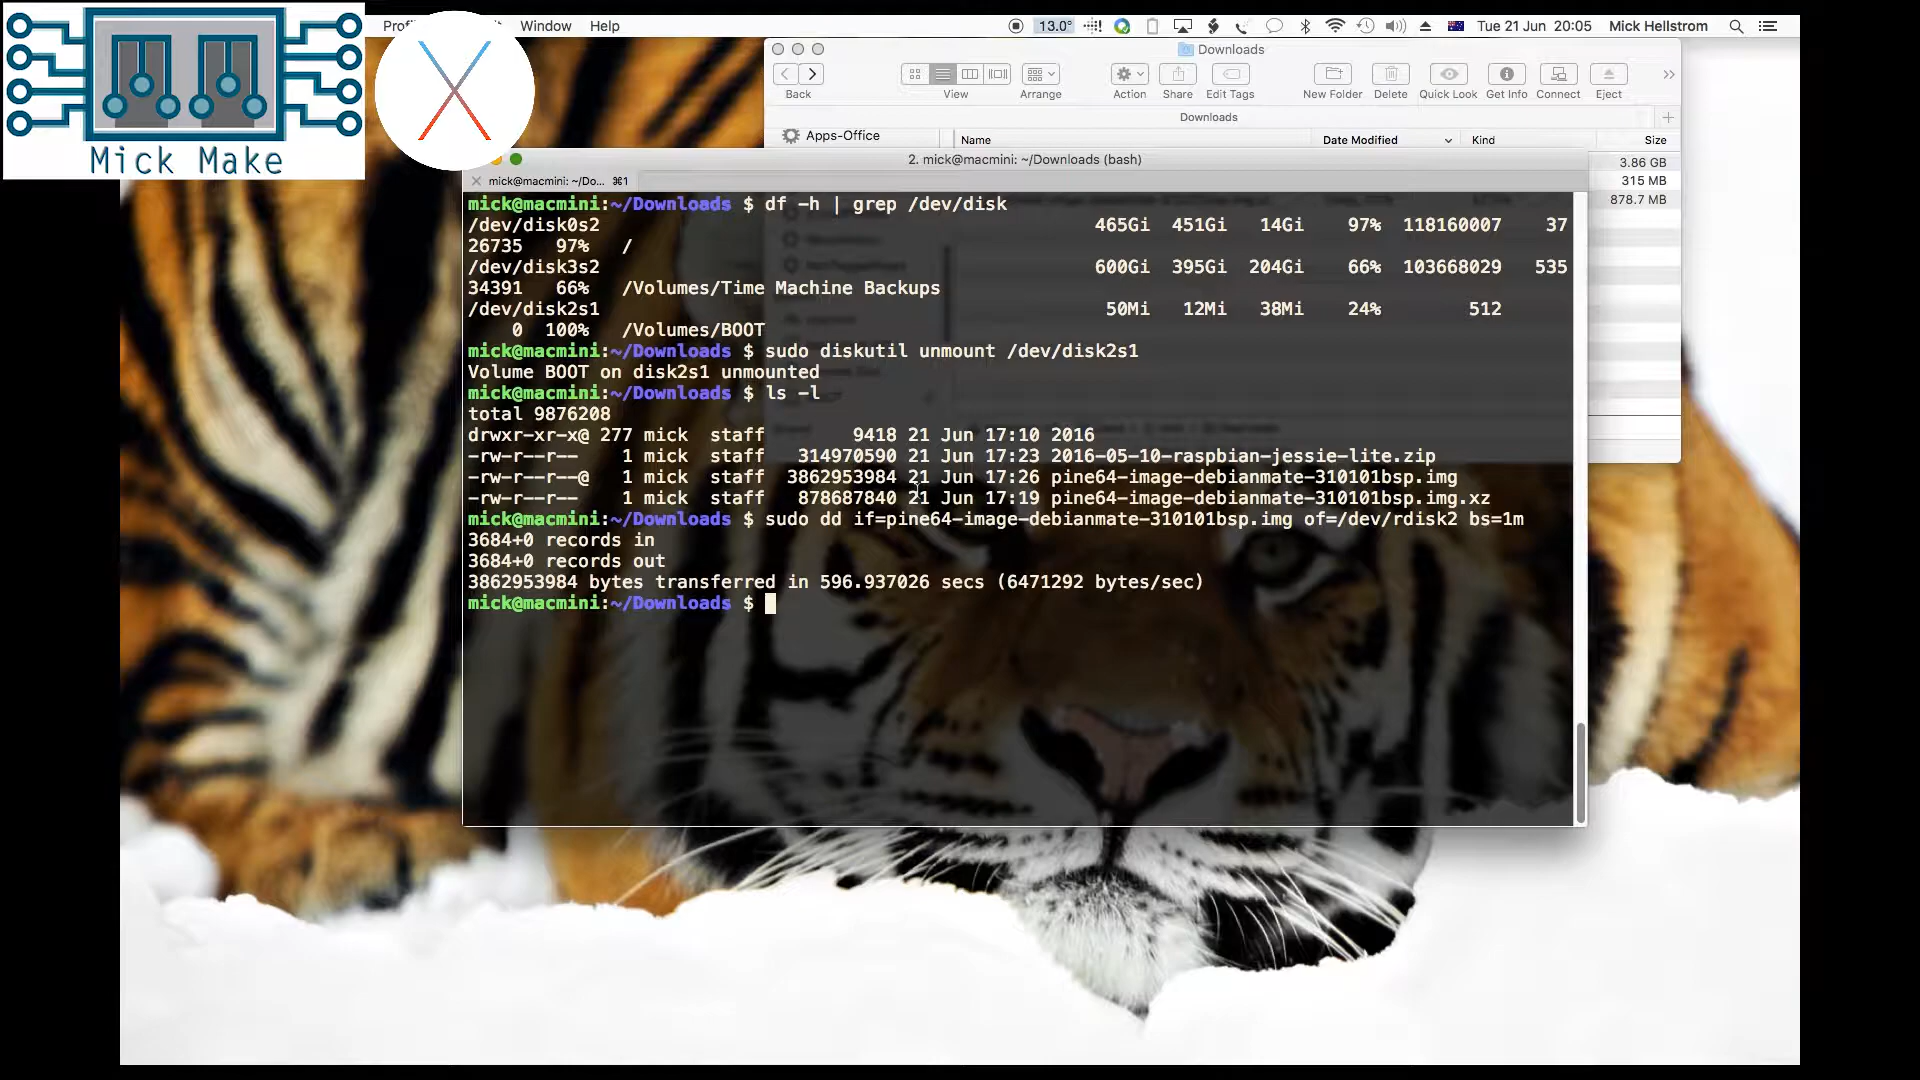 Window Help
13.0°
Tue 21 Jun 20:05 Mick Hellstrom
Mick Make
Downloads
Back View Arrange Action Share Edit Tags New Folder Delete Quick Look Get Info Connect Eject
Downloads
Apps-Office
Name Date Modified Kind Size
3.86 GB
315 MB
878.7 MB
2. mick@macmini: ~/Downloads (bash)
mick@macmini: ~/Do... ⌘1
mick@macmini:~/Downloads $ df -h | grep /dev/disk
/dev/disk0s2 465Gi 451Gi 14Gi 97% 118160007 37
26735 97% /
/dev/disk3s2 600Gi 395Gi 204Gi 66% 103668029 535
34391 66% /Volumes/Time Machine Backups
/dev/disk2s1 50Mi 12Mi 38Mi 24% 512
0 100% /Volumes/BOOT
mick@macmini:~/Downloads $ sudo diskutil unmount /dev/disk2s1
Volume BOOT on disk2s1 unmounted
mick@macmini:~/Downloads $ ls -l
total 9876208
drwxr-xr-x@ 277 mick staff 9418 21 Jun 17:10 2016
-rw-r--r-- 1 mick staff 314970590 21 Jun 17:23 2016-05-10-raspbian-jessie-lite.zip
-rw-r--r--@ 1 mick staff 3862953984 21 Jun 17:26 pine64-image-debianmate-310101bsp.img
-rw-r--r-- 1 mick staff 878687840 21 Jun 17:19 pine64-image-debianmate-310101bsp.img.xz
mick@macmini:~/Downloads $ sudo dd if=pine64-image-debianmate-310101bsp.img of=/dev/rdisk2 bs=1m
3684+0 records in
3684+0 records out
3862953984 bytes transferred in 596.937026 secs (6471292 bytes/sec)
mick@macmini:~/Downloads $